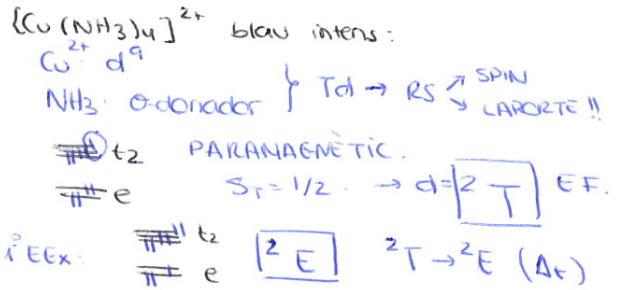 [Cu(NH3)4]2+ blau intens:
Cu2+: d9
NH3: σ-donador } Td → RS ↗ SPIN
↘ LAPORTE!!
t2 PARAMAGNÈTIC.
e ST = 1/2. → d= 2T EF.
i EEx: t2 2E 2T → 2E (Δt)
e